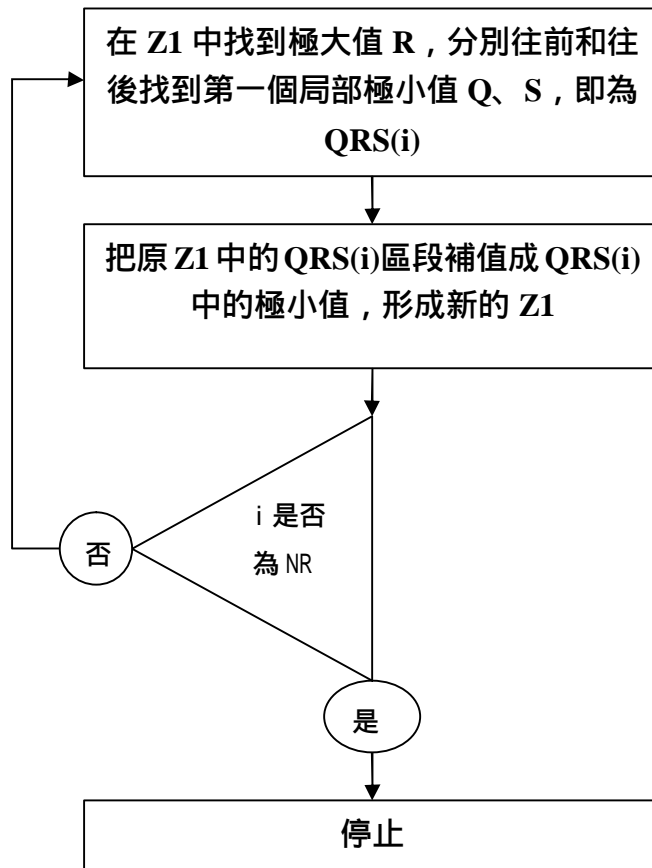 在 Z1 中找到極大值 R，分別往前和往
後找到第一個局部極小值 Q、S，即為
QRS(i)
把原 Z1 中的 QRS(i)區段補值成 QRS(i)
中的極小值，形成新的 Z1
i 是否
為 NR
否
是
停止